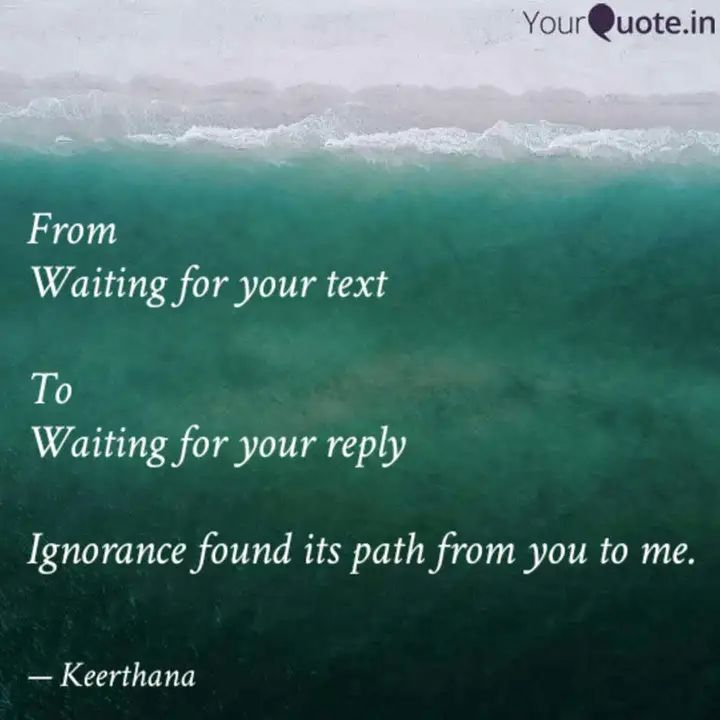 YourQuote.in
From
Waiting for your text
To
Waiting for your reply
Ignorance found its path from you to me.
— Keerthana